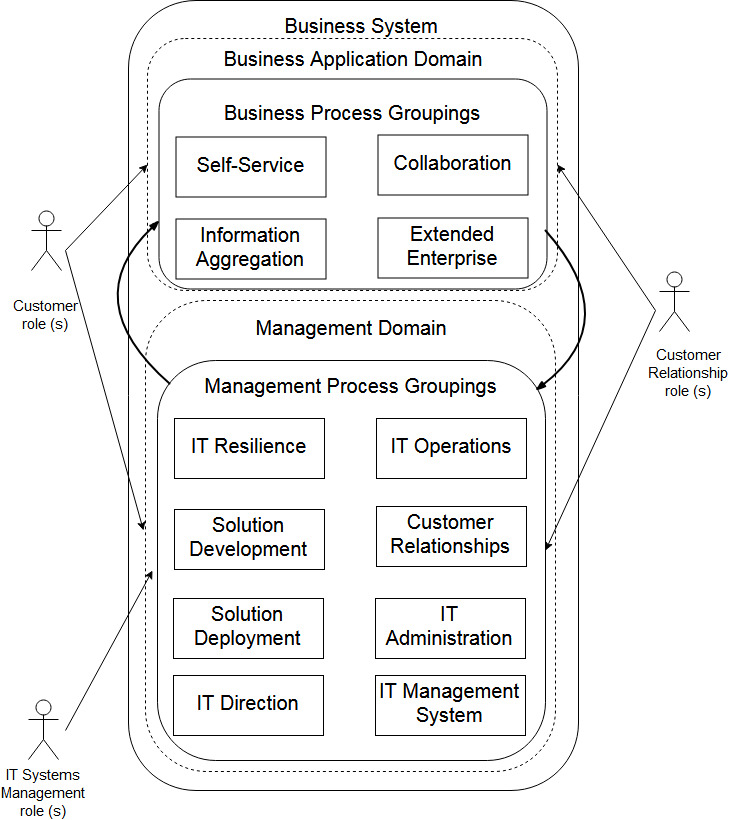 Business System
Business Application Domain
Business Process Groupings
Self-Service
Collaboration
Information
Aggregation
Extended
Enterprise
Customer
role (s)
Management Domain
Customer
Relationship
role (s)
Management Process Groupings
IT Resilience
IT Operations
Solution
Development
Customer
Relationships
Solution
Deployment
IT
Administration
IT Direction
IT Management
System
IT Systems
Management
role (s)